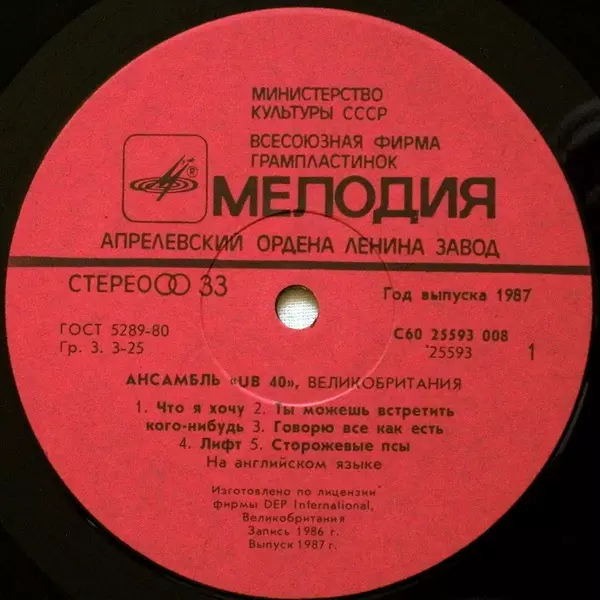 МИНИСТЕРСТВО
КУЛЬТУРЫ СССР
ВСЕСОЮЗНАЯ ФИРМА
ГРАМПЛАСТИНОК
МЕЛОДИЯ
®
АПРЕЛЕВСКИЙ ОРДЕНА ЛЕНИНА ЗАВОД
СТЕРЕО 33
Год выпуска 1987
ГОСТ 5289-80
Гр. 3. 3-25
С60 25593 008
25593
1
АНСАМБЛЬ «UB 40», ВЕЛИКОБРИТАНИЯ
1. Что я хочу 2. Ты можешь встретить
кого-нибудь 3. Говорю все как есть
4. Лифт 5. Сторожевые псы
На английском языке
Изготовлено по лицензии
фирмы DEP International,
Великобритания
Запись 1986 г.
Выпуск 1987 г.